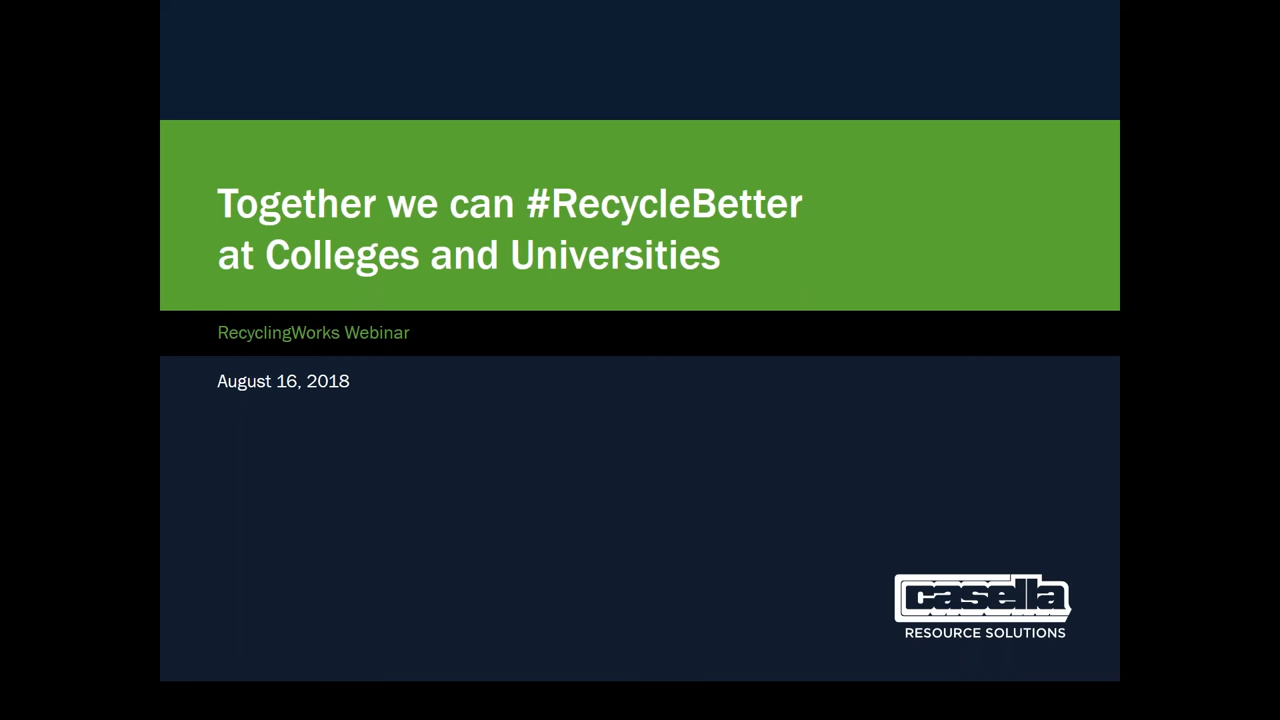 Together we can #RecycleBetter
at Colleges and Universities
RecyclingWorks Webinar
August 16, 2018
casella
RESOURCE SOLUTIONS